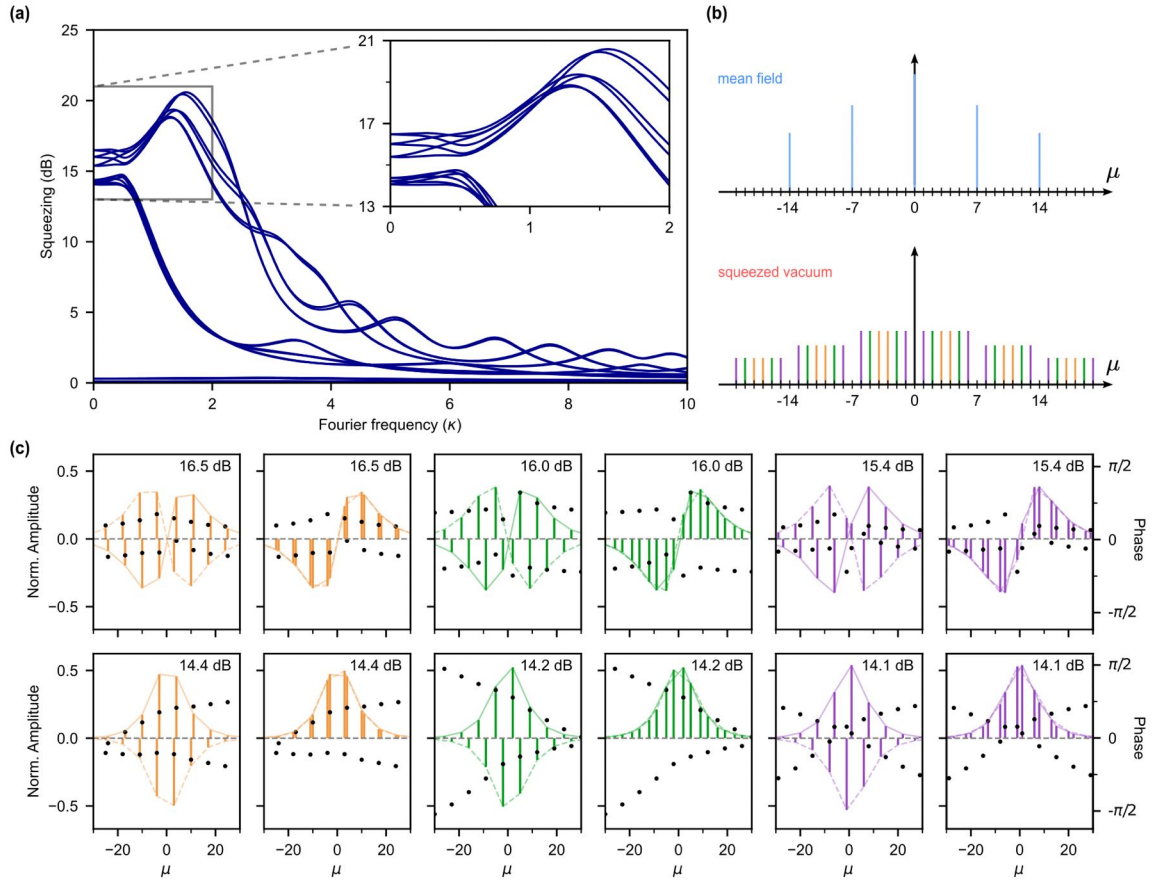 (a)
25
20
15
10
5
0
Squeezing (dB)
0 2 4 6 8 10
Fourier frequency (κ)
21
17
13
0 1 2
(b)
mean field
μ
-14 -7 0 7 14
squeezed vacuum
μ
-14 -7 0 7 14
(c)
16.5 dB 16.5 dB 16.0 dB 16.0 dB 15.4 dB 15.4 dB
Norm. Amplitude
0.5
0.0
−0.5
π/2
0
-π/2
Phase
14.4 dB 14.4 dB 14.2 dB 14.2 dB 14.1 dB 14.1 dB
Norm. Amplitude
0.5
0.0
−0.5
π/2
0
-π/2
Phase
−20 0 20 −20 0 20 −20 0 20 −20 0 20 −20 0 20 −20 0 20
μ μ μ μ μ μ